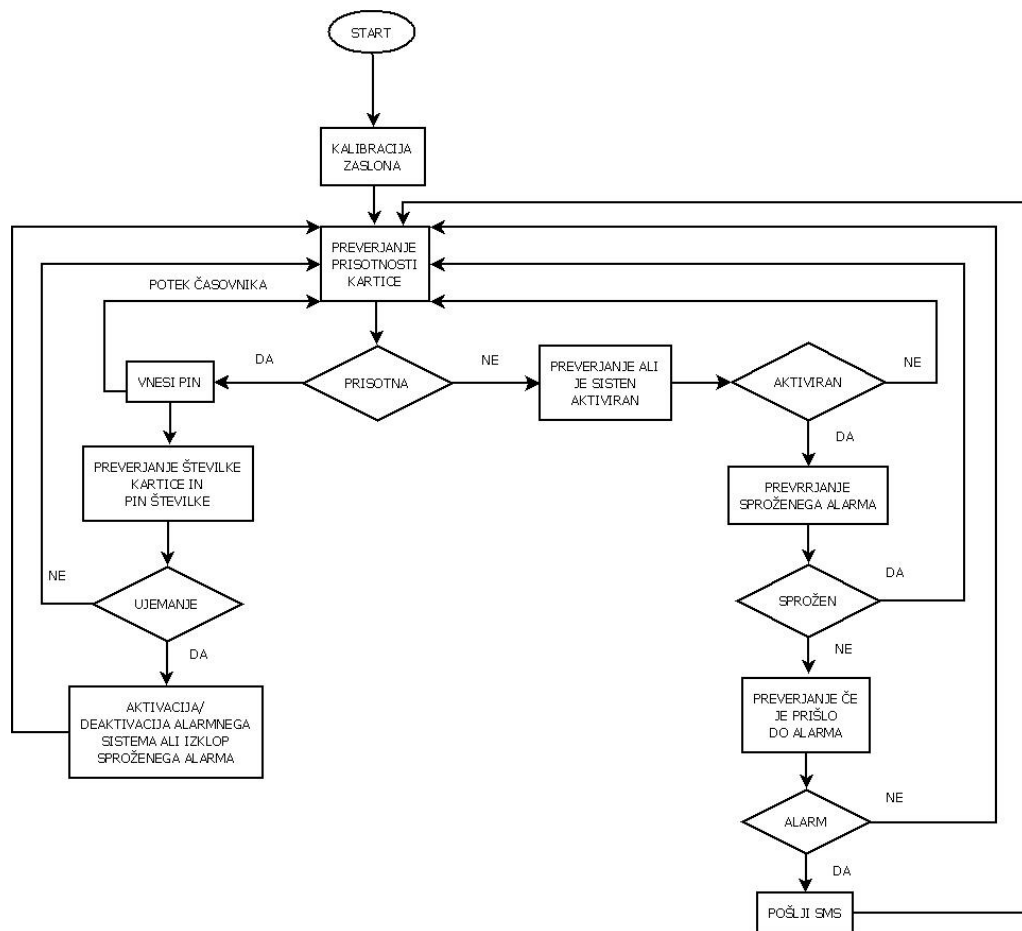 START
KALIBRACIJA
ZASLONA
PREVERJANJE
PRISOTNOSTI
KARTICE
POTEK ČASOVNIKA
DA
NE
VNESI PIN
PRISOTNA
PREVERJANJE ALI
JE SISTEN
AKTIVIRAN
AKTIVIRAN
NE
DA
PREVERJANJE ŠTEVILKE
KARTICE IN
PIN ŠTEVILKE
PREVRRJANJE
SPROŽENEGA ALARMA
NE
UJEMANJE
DA
SPROŽEN
DA
NE
AKTIVACIJA/
DEAKTIVACIJA ALARMNEGA
SISTEMA ALI IZKLOP
SPROŽENEGA ALARMA
PREVERJANJE ČE
JE PRIŠLO
DO ALARMA
NE
ALARM
DA
POŠLJI SMS